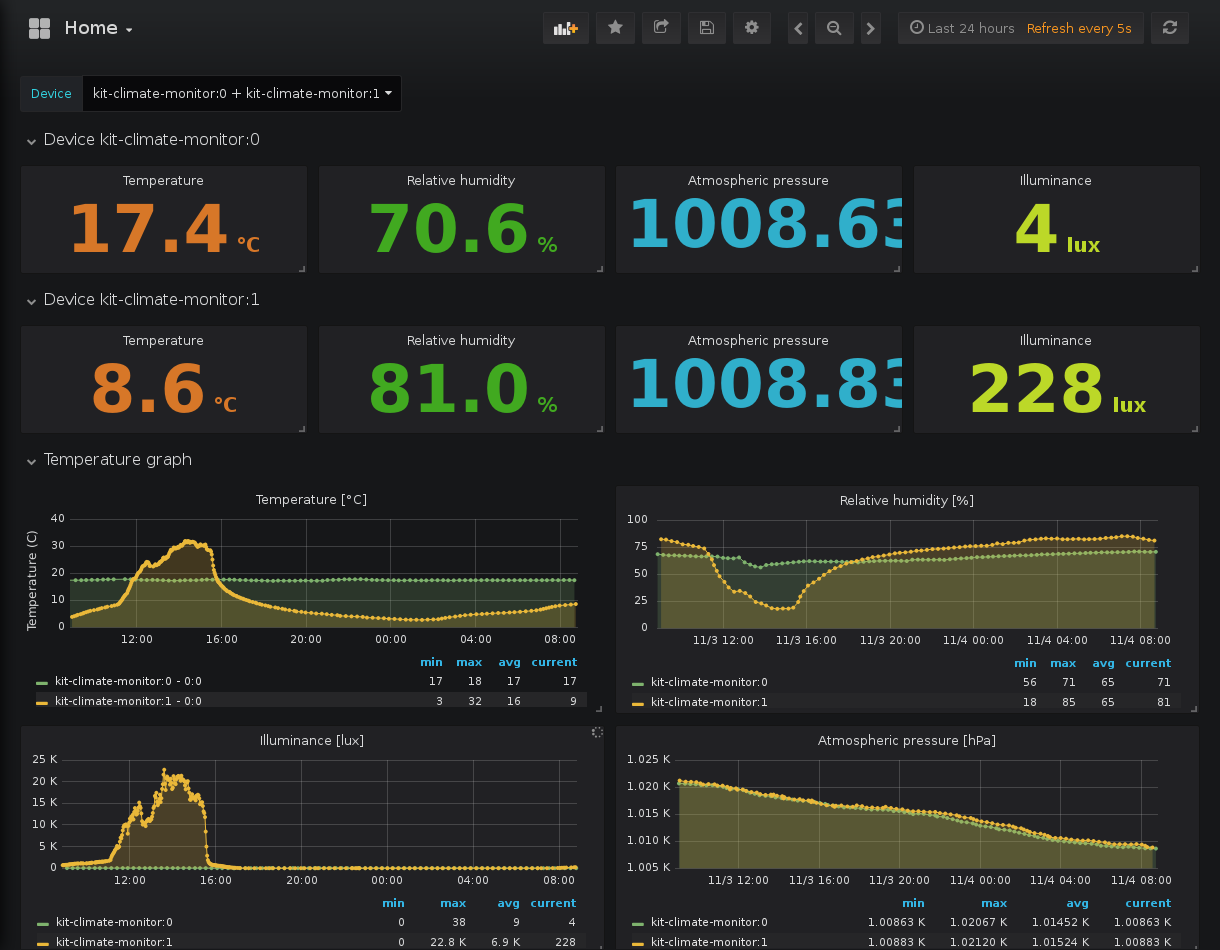 Home
Last 24 hours Refresh every 5s
Device kit-climate-monitor:0 + kit-climate-monitor:1
Device kit-climate-monitor:0
Temperature Relative humidity Atmospheric pressure Illuminance
17.4 °C 70.6 % 1008.63 4 lux
Device kit-climate-monitor:1
Temperature Relative humidity Atmospheric pressure Illuminance
8.6 °C 81.0 % 1008.83 228 lux
Temperature graph
Temperature [°C]
Temperature (C)
40
30
20
10
0
12:00 16:00 20:00 00:00 04:00 08:00
min max avg current
kit-climate-monitor:0 - 0:0 17 18 17 17
kit-climate-monitor:1 - 0:0 3 32 16 9
Relative humidity [%]
100
75
50
25
0
11/3 12:00 11/3 16:00 11/3 20:00 11/4 00:00 11/4 04:00 11/4 08:00
min max avg current
kit-climate-monitor:0 56 71 65 71
kit-climate-monitor:1 18 85 65 81
Illuminance [lux]
25 K
20 K
15 K
10 K
5 K
0
12:00 16:00 20:00 00:00 04:00 08:00
min max avg current
kit-climate-monitor:0 0 38 9 4
kit-climate-monitor:1 0 22.8 K 6.9 K 228
Atmospheric pressure [hPa]
1.025 K
1.020 K
1.015 K
1.010 K
1.005 K
11/3 12:00 11/3 16:00 11/3 20:00 11/4 00:00 11/4 04:00 11/4 08:00
min max avg current
kit-climate-monitor:0 1.00863 K 1.02067 K 1.01452 K 1.00863 K
kit-climate-monitor:1 1.00883 K 1.02120 K 1.01524 K 1.00883 K